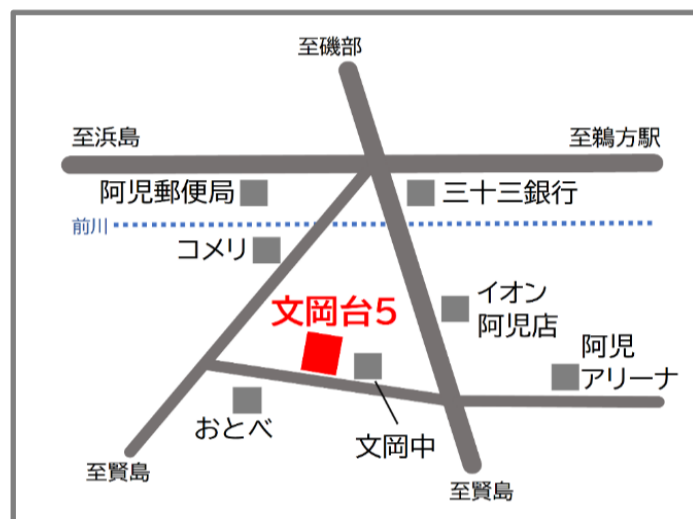 至磯部
至浜島
至鵜方駅
阿児郵便局
三十三銀行
前川
コメリ
イオン
阿児店
文岡台5
阿児
アリーナ
おとべ
文岡中
至賢島
至賢島